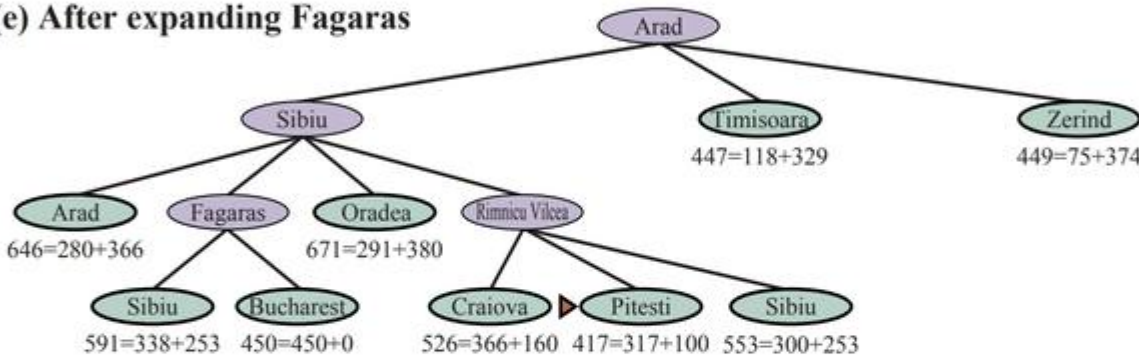 (e) After expanding Fagaras
Arad
Sibiu
Timisoara
Zerind
447=118+329
449=75+374
Arad
Fagaras
Oradea
Rimnicu Vilcea
646=280+366
671=291+380
Sibiu
Bucharest
Craiova
Pitesti
Sibiu
591=338+253
450=450+0
526=366+160
417=317+100
553=300+253